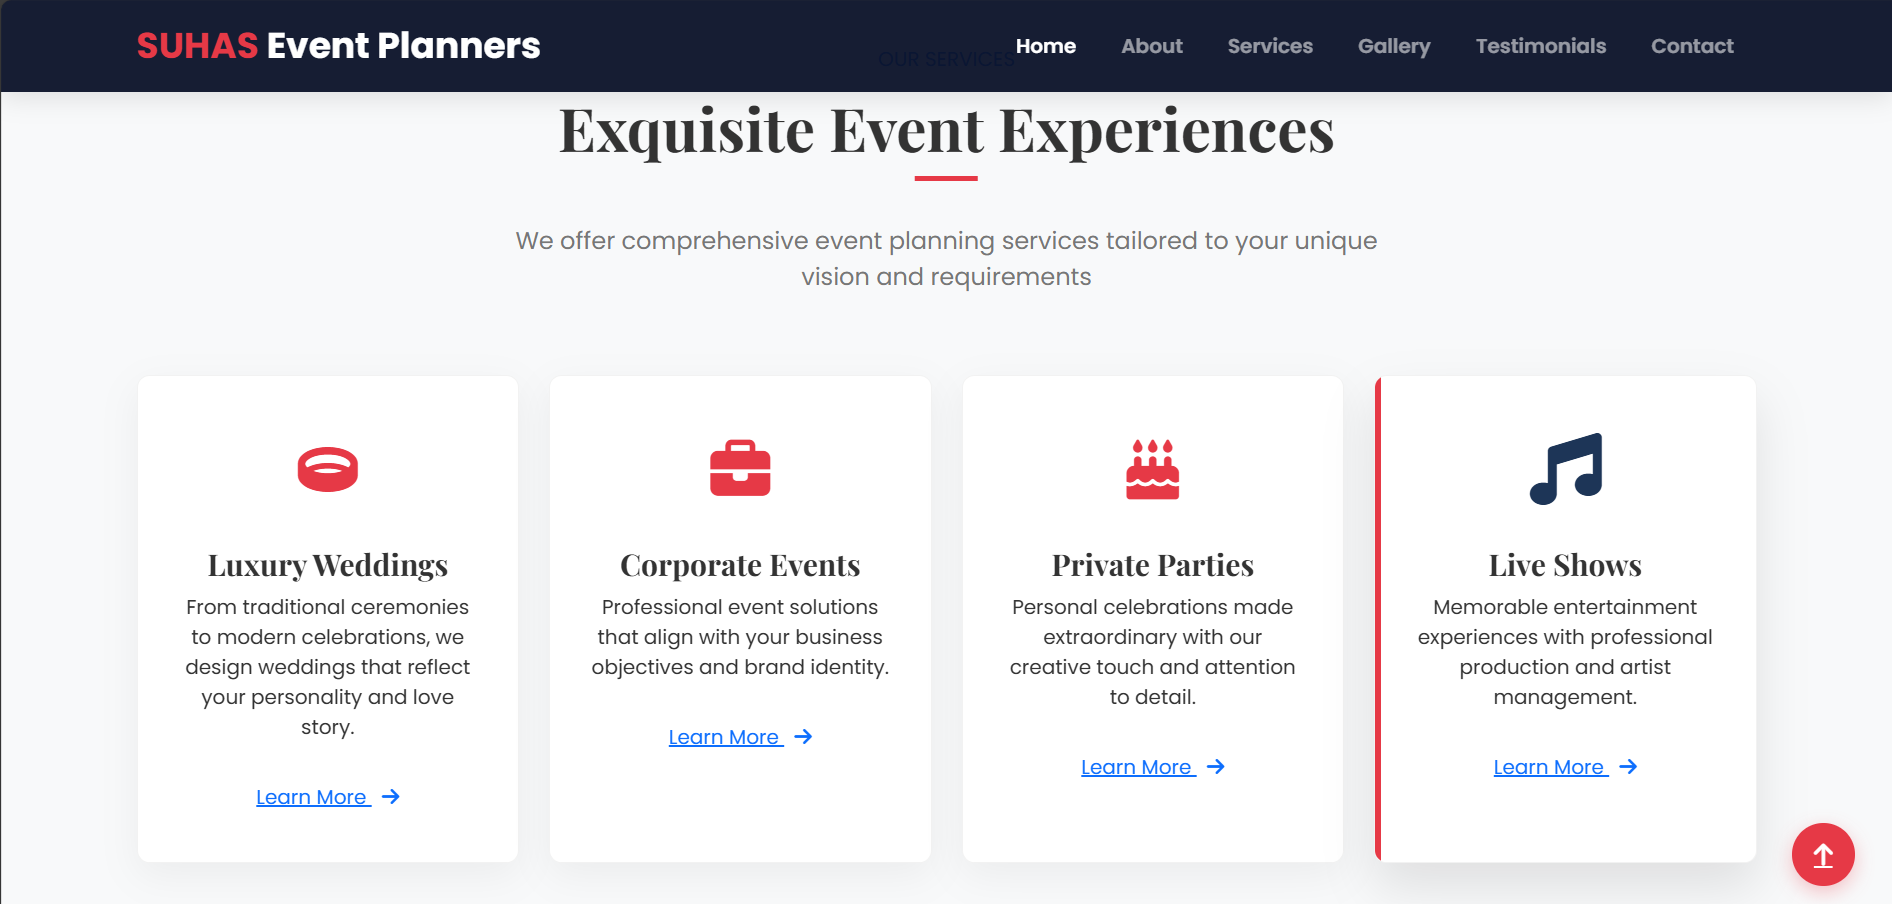 SUHAS Event Planners
Home About Services Gallery Testimonials Contact
OUR SERVICES
Exquisite Event Experiences
We offer comprehensive event planning services tailored to your unique
vision and requirements
Luxury Weddings
From traditional ceremonies
to modern celebrations, we
design weddings that reflect
your personality and love
story.
Learn More
Corporate Events
Professional event solutions
that align with your business
objectives and brand identity.
Learn More
Private Parties
Personal celebrations made
extraordinary with our
creative touch and attention
to detail.
Learn More
Live Shows
Memorable entertainment
experiences with professional
production and artist
management.
Learn More